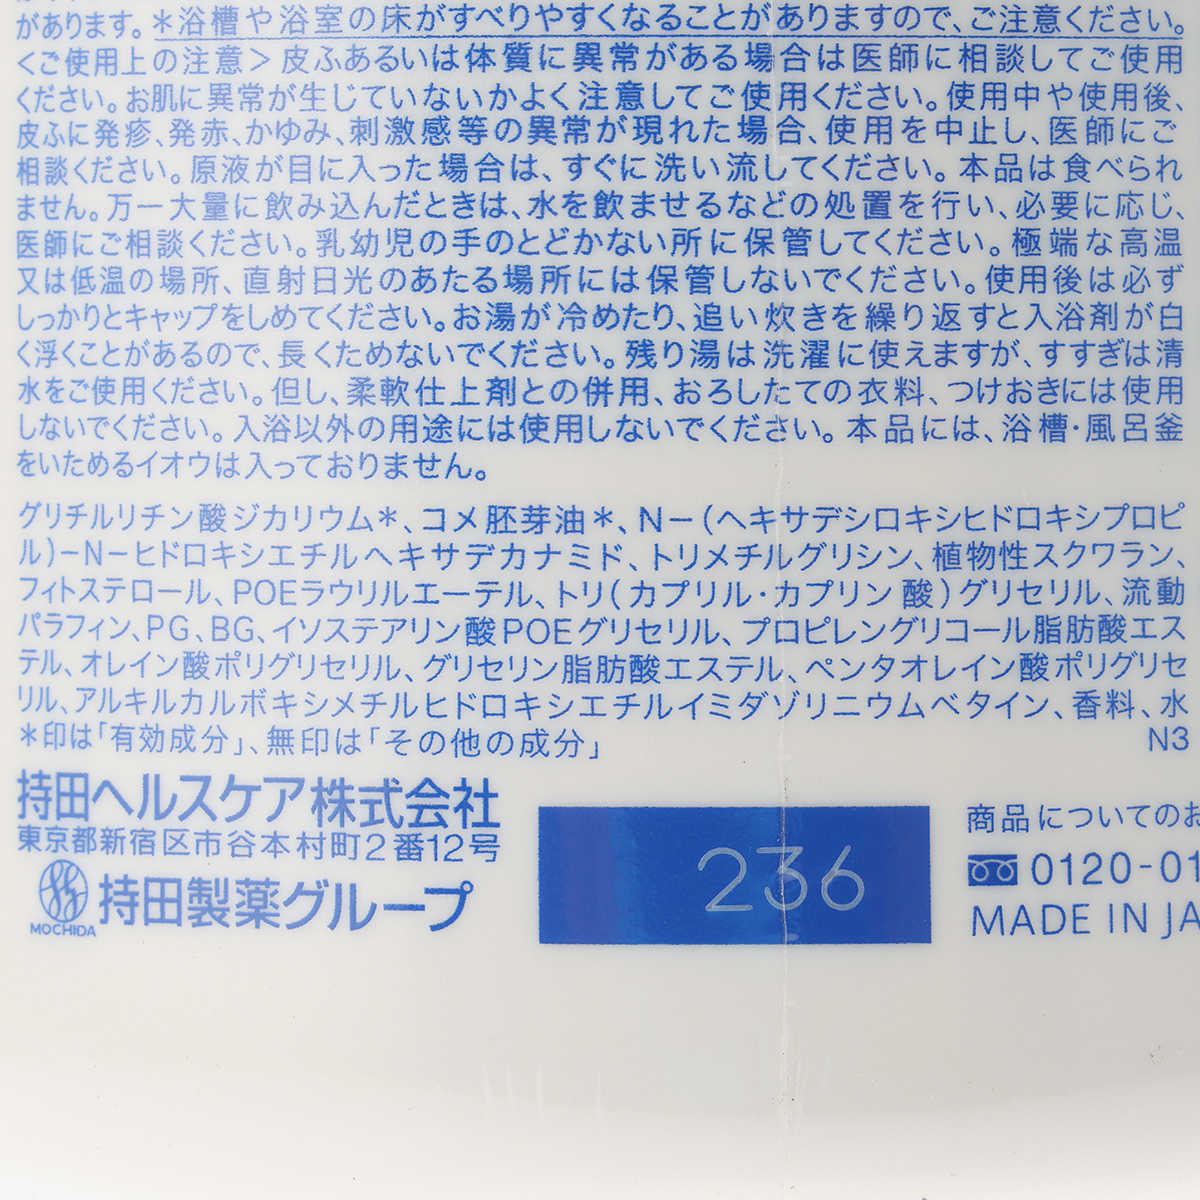 があります。＊浴槽や浴室の床がすべりやすくなることがありますので、ご注意ください。
＜ご使用上の注意＞皮ふあるいは体質に異常がある場合は医師に相談してご使用
ください。お肌に異常が生じていないかよく注意してご使用ください。使用中や使用後、
皮ふに発疹、発赤、かゆみ、刺激感等の異常が現れた場合、使用を中止し、医師にご
相談ください。原液が目に入った場合は、すぐに洗い流してください。本品は食べられ
ません。万一大量に飲み込んだときは、水を飲ませるなどの処置を行い、必要に応じ、
医師にご相談ください。乳幼児の手のとどかない所に保管してください。極端な高温
又は低温の場所、直射日光のあたる場所には保管しないでください。使用後は必ず
しっかりとキャップをしめてください。お湯が冷めたり、追い炊きを繰り返すと入浴剤が白
く浮くことがあるので、長くためないでください。残り湯は洗濯に使えますが、すすぎは清
水をご使用ください。但し、柔軟仕上剤との併用、おろしたての衣料、つけおきには使用
しないでください。入浴以外の用途には使用しないでください。本品には、浴槽・風呂釜
をいためるイオウは入っておりません。
グリチルリチン酸ジカリウム＊、コメ胚芽油＊、N－(ヘキサデシロキシヒドロキシプロピ
ル)－N－ヒドロキシエチルヘキサデカナミド、トリメチルグリシン、植物性スクワラン、
フィトステロール、POEラウリルエーテル、トリ(カプリル・カプリン酸)グリセリル、流動
パラフィン、PG、BG、イソステアリン酸POEグリセリル、プロピレングリコール脂肪酸エス
テル、オレイン酸ポリグリセリル、グリセリン脂肪酸エステル、ペンタオレイン酸ポリグリセ
リル、アルキルカルボキシメチルヒドロキシエチルイミダゾリニウムベタイン、香料、水
＊印は「有効成分」、無印は「その他の成分」 N3
持田ヘルスケア株式会社
東京都新宿区市谷本村町2番12号
MOCHIDA 持田製薬グループ
236
商品についてのお
0120-01
MADE IN JA